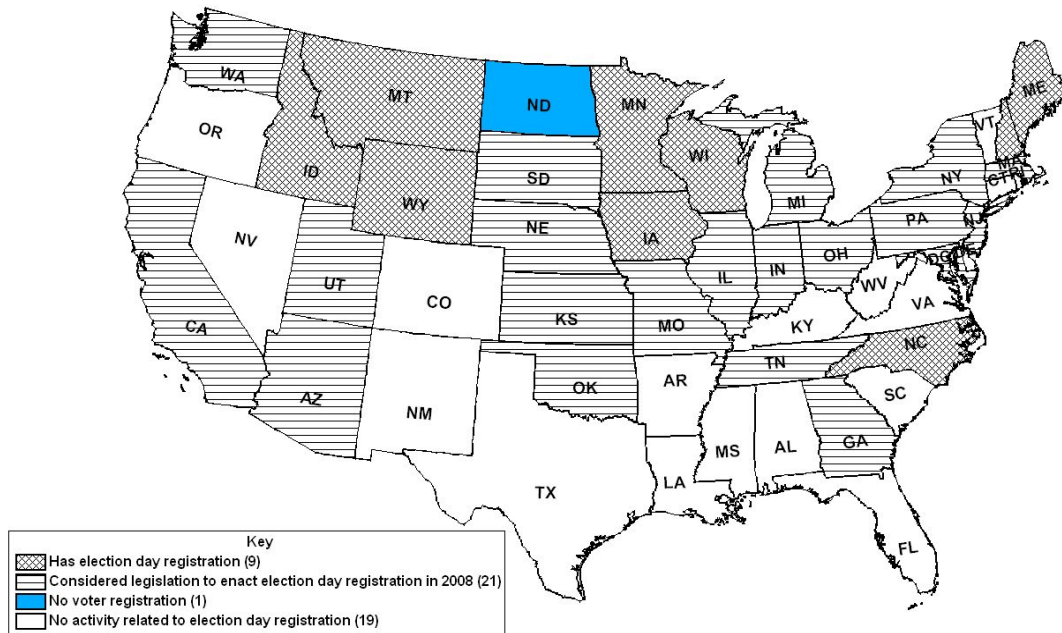 WA
MT
ND
MN
ME
OR
VT
ID
WI
MA
SD
NY
CT
RI
WY
MI
NE
PA
NJ
IA
NV
OH
DC
DE
UT
IL
IN
CO
WV
VA
KS
MO
KY
CA
NC
TN
AZ
AR
OK
SC
NM
GA
MS
AL
LA
TX
FL
Key
Has election day registration (9)
Considered legislation to enact election day registration in 2008 (21)
No voter registration (1)
No activity related to election day registration (19)